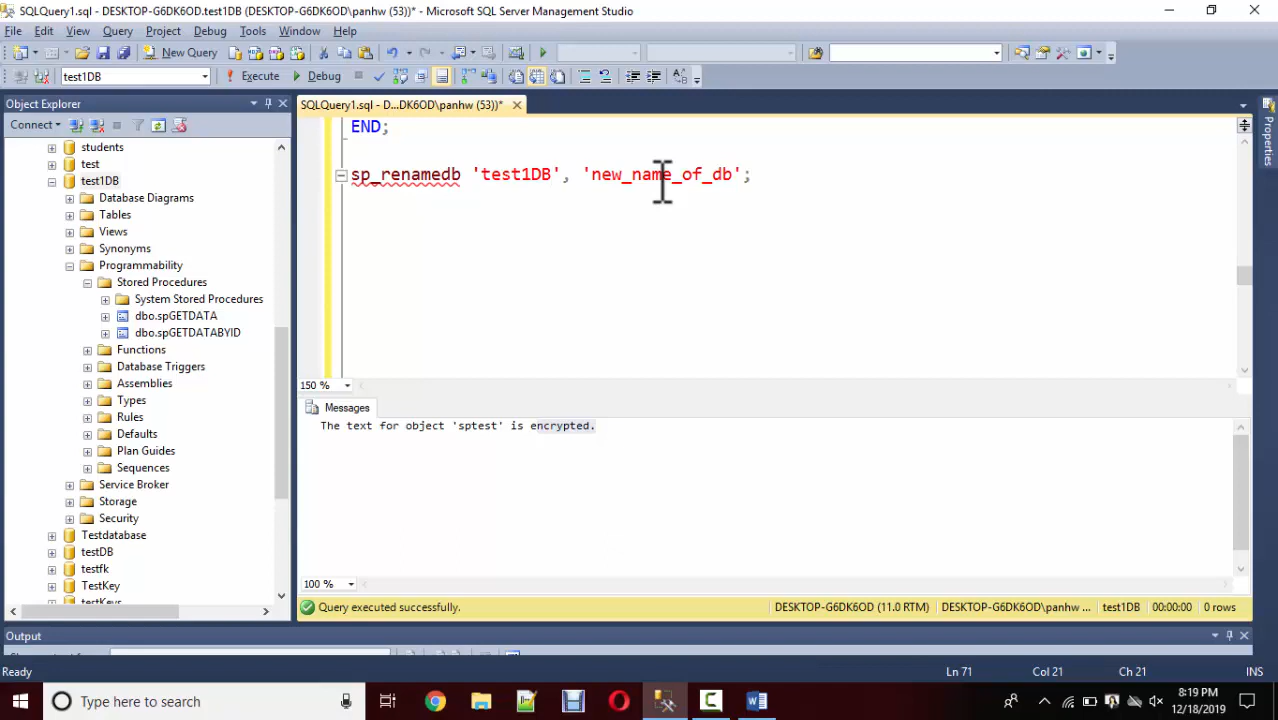 SQLQuery1.sql - DESKTOP-G6DK6OD.test1DB (DESKTOP-G6DK6OD\panhw (53))* - Microsoft SQL Server Management Studio
File Edit View Query Project Debug Tools Window Help
New Query
test1DB Execute Debug
Object Explorer
Connect
students
test
test1DB
Database Diagrams
Tables
Views
Synonyms
Programmability
Stored Procedures
System Stored Procedures
dbo.spGETDATA
dbo.spGETDATABYID
Functions
Database Triggers
Assemblies
Types
Rules
Defaults
Plan Guides
Sequences
Service Broker
Storage
Security
Testdatabase
testDB
testfk
TestKey
SQLQuery1.sql - D...DK6OD\panhw (53))*
END;
sp_renamedb 'test1DB', 'new_name_of_db';
150 %
Messages
The text for object 'sptest' is encrypted.
100 %
Query executed successfully. DESKTOP-G6DK6OD (11.0 RTM) DESKTOP-G6DK6OD\panhw ... test1DB 00:00:00 0 rows
Properties
Output
Ready Ln 71 Col 21 Ch 21 INS
Type here to search
8:19 PM
12/18/2019